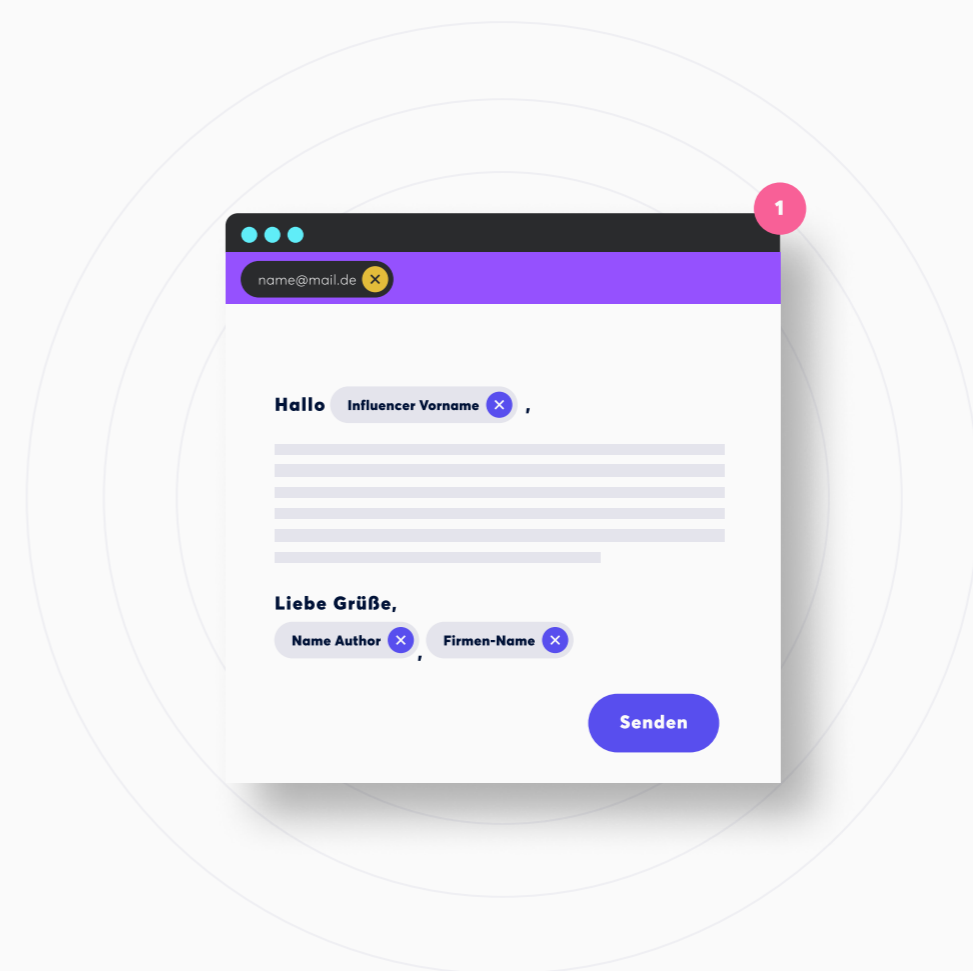 1
name@mail.de
Hallo Influencer Vorname ,
Liebe Grüße,
Name Author , Firmen-Name
Senden